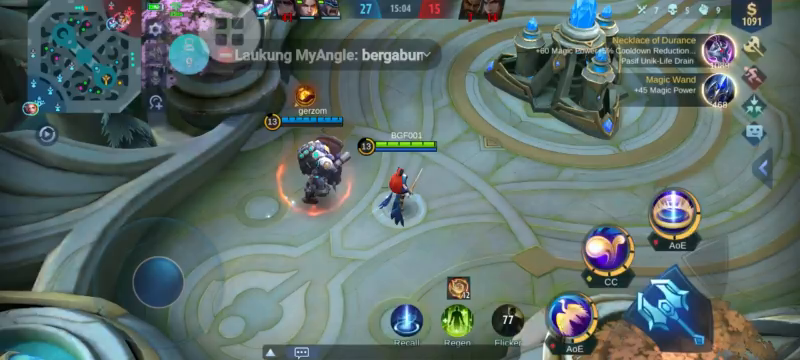 27 15:04 15
7 5 9
$
1091
Laukung MyAngle: bergabun
Necklace of Durance
+60 Magic Power+5% Cooldown Reduction...
Pasif Unik-Life Drain
Magic Wand
+45 Magic Power
468
gerzom
13
BGF001
13
AoE
CC
42
77
Recall
Regen
Flicker
AoE